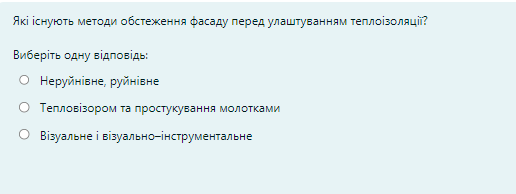 Які існують методи обстеження фасаду перед улаштуванням теплоізоляції?
Виберіть одну відповідь:
Неруйнівне, руйнівне
Тепловізором та простукування молотками
Візуальне і візуально–інструментальне